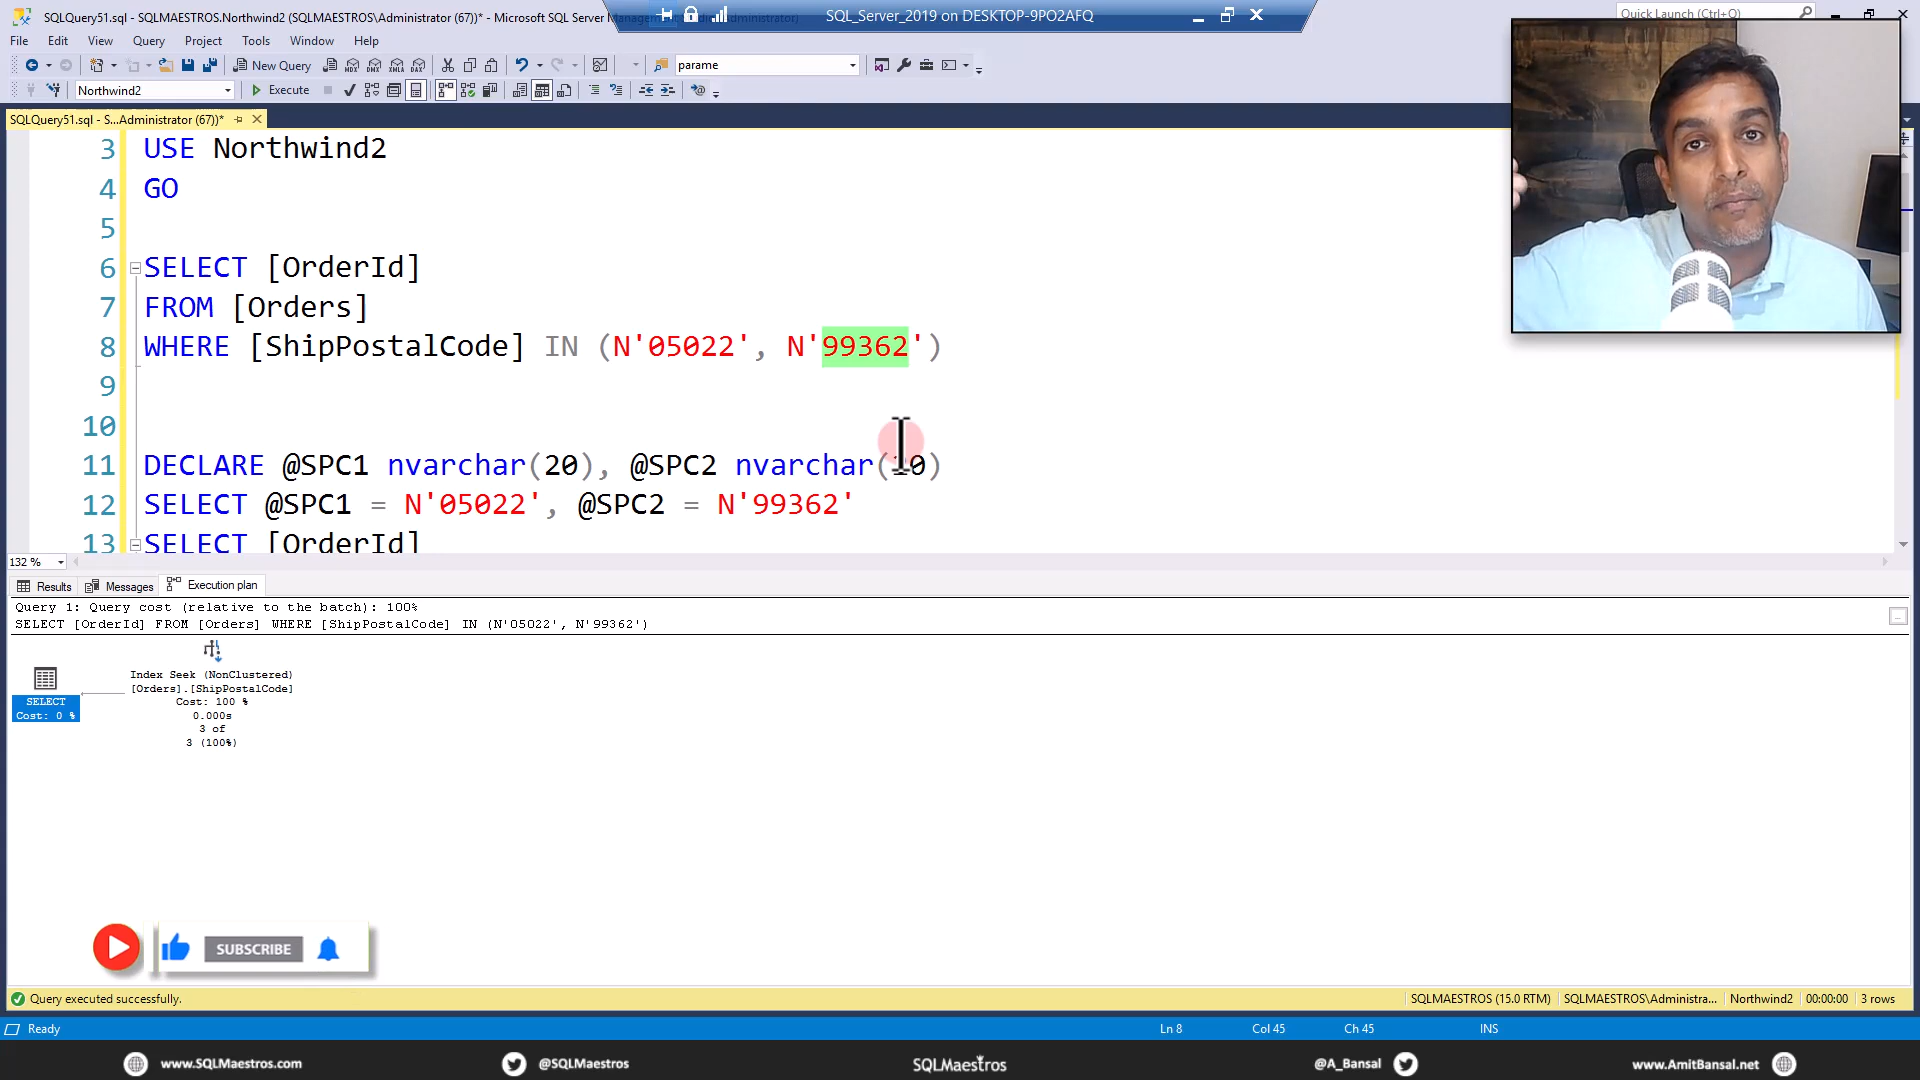 SQLQuery51.sql - SQLMAESTROS.Northwind2 (SQLMAESTROS\Administrator (67))* - Microsoft SQL Server
SQL_Server_2019 on DESKTOP-9PO2AFQ
Quick Launch (Ctrl+Q)
File Edit View Query Project Tools Window Help
New Query
parame
Northwind2
Execute
SQLQuery51.sql - S...Administrator (67))*
3 USE Northwind2
4 GO
5
6 SELECT [OrderId]
7 FROM [Orders]
8 WHERE [ShipPostalCode] IN (N'05022', N'99362')
9
10
11 DECLARE @SPC1 nvarchar(20), @SPC2 nvarchar(20)
12 SELECT @SPC1 = N'05022', @SPC2 = N'99362'
13 SELECT [OrderId]
132 %
Results Messages Execution plan
Query 1: Query cost (relative to the batch): 100%
SELECT [OrderId] FROM [Orders] WHERE [ShipPostalCode] IN (N'05022', N'99362')
Index Seek (NonClustered)
[Orders].[ShipPostalCode]
Cost: 100 %
0.000s
3 of
3 (100%)
SELECT
Cost: 0 %
SUBSCRIBE
Query executed successfully.
SQLMAESTROS (15.0 RTM) SQLMAESTROS\Administra... Northwind2 00:00:00 3 rows
Ready
Ln 8 Col 45 Ch 45 INS
www.SQLMaestros.com @SQLMaestros SQLMaestros @A_Bansal www.AmitBansal.net